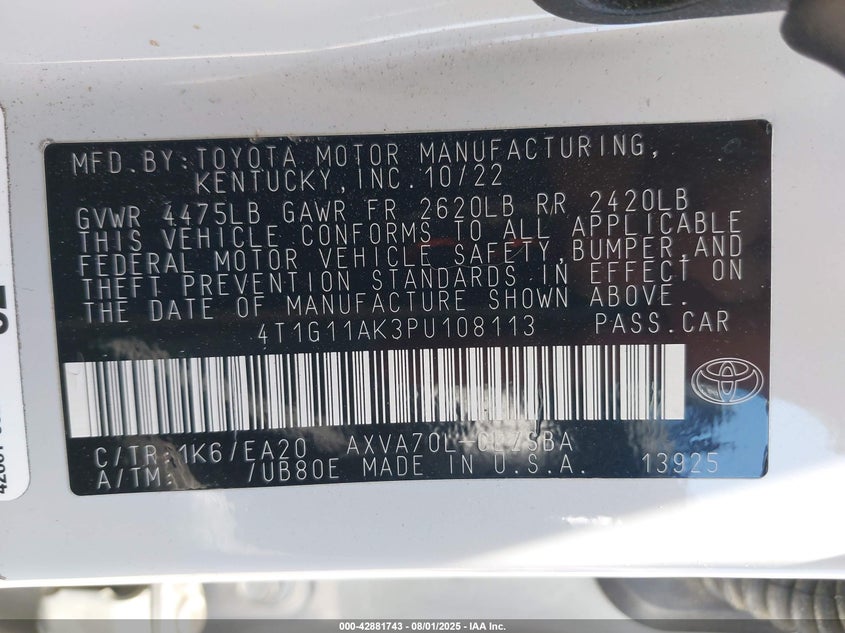 MFD.BY:TOYOTA MOTOR MANUFACTURING,
KENTUCKY,INC.10/22
GVWR 4475LB GAWR FR 2620LB RR 2420LB
THIS VEHICLE CONFORMS TO ALL APPLICABLE
FEDERAL MOTOR VEHICLE SAFETY,BUMPER,AND
THEFT PREVENTION STANDARDS IN EFFECT ON
THE DATE OF MANUFACTURE SHOWN ABOVE.
4T1G11AK3PU108113 PASS.CAR
C/TR:1K6/EA20
A/TM: /UB80E MADE IN U.S.A. 13925
000-42881743 - 08/01/2025 - IAA Inc.